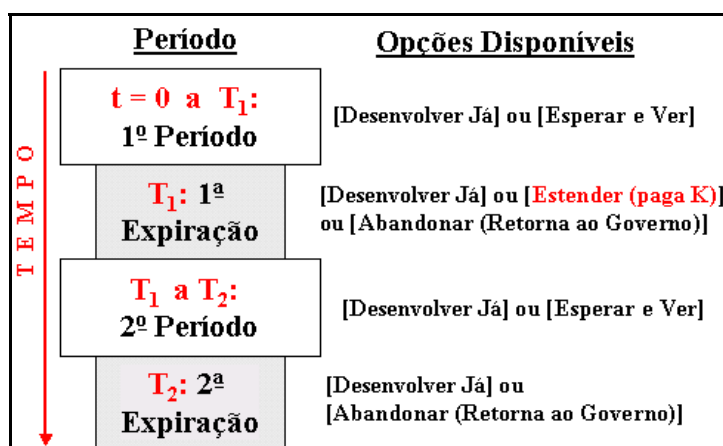 Período
Opções Disponíveis
TEMPO
t = 0 a T1:
1º Período
[Desenvolver Já] ou [Esperar e Ver]
T1: 1ª
Expiração
[Desenvolver Já] ou [Estender (paga K)]
ou [Abandonar (Retorna ao Governo)]
T1 a T2:
2º Período
[Desenvolver Já] ou [Esperar e Ver]
T2: 2ª
Expiração
[Desenvolver Já] ou
[Abandonar (Retorna ao Governo)]